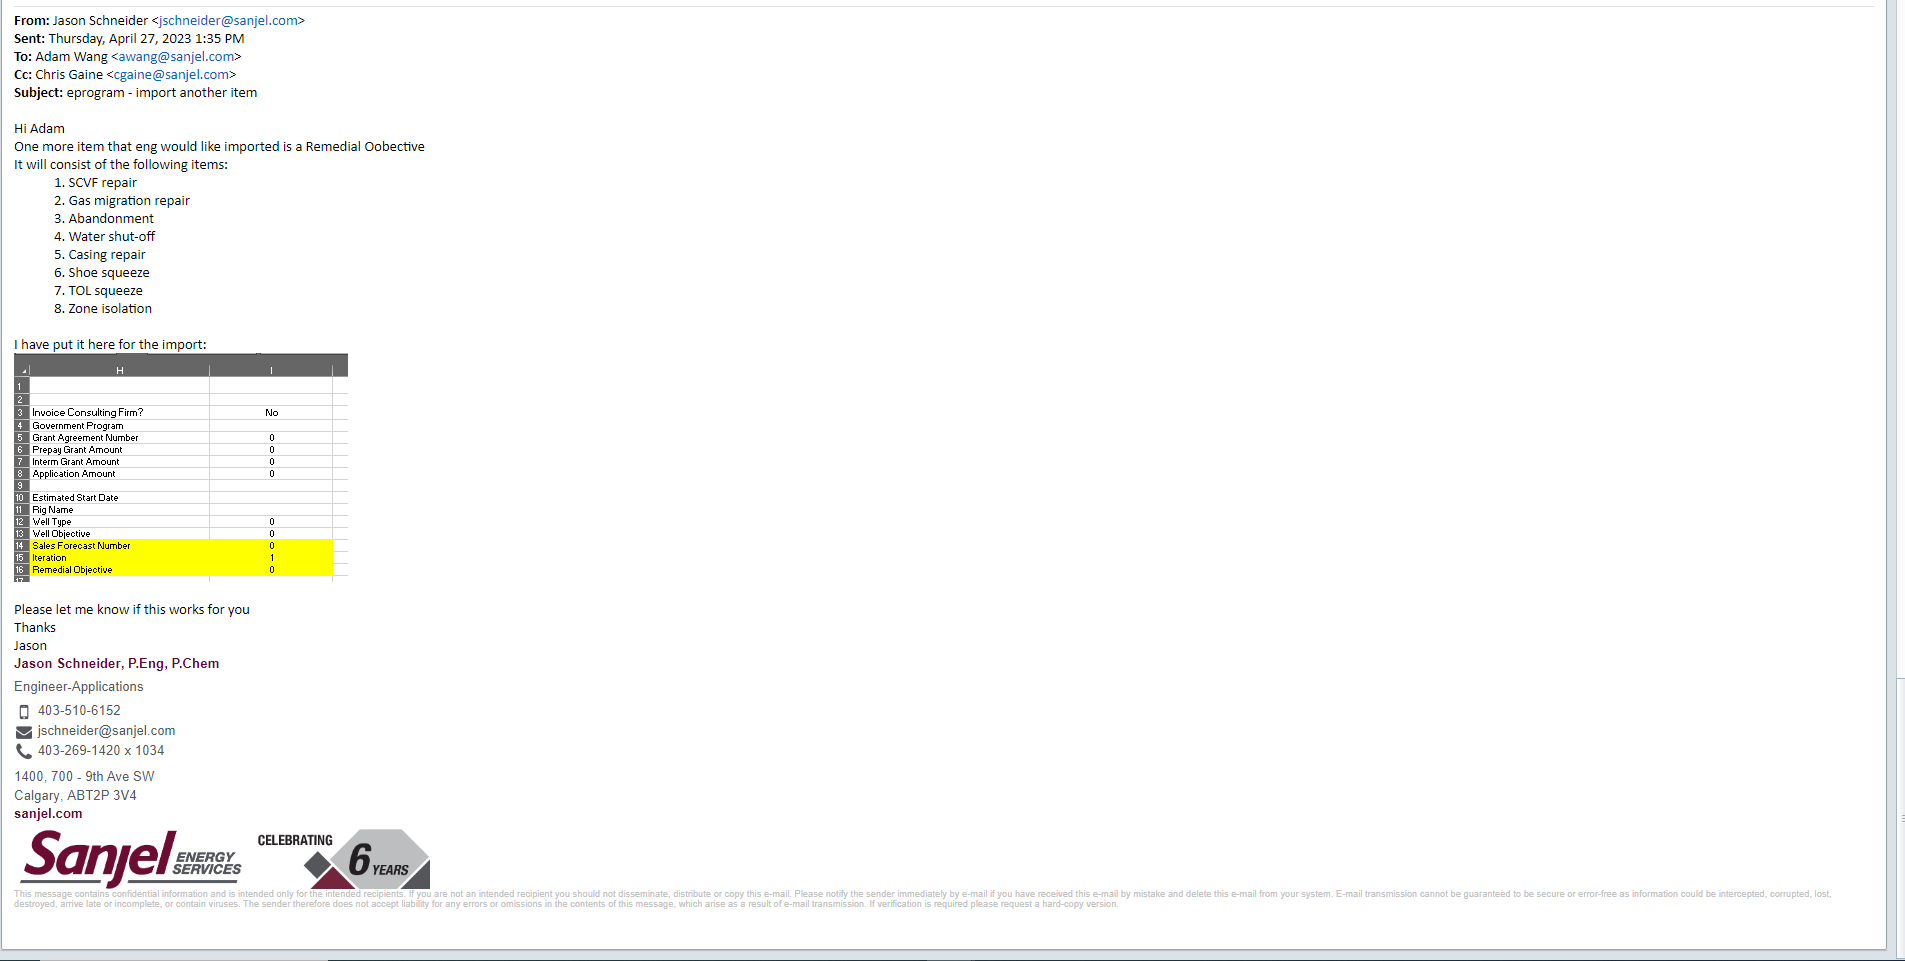 From: Jason Schneider <jschneider@sanjel.com>
Sent: Thursday, April 27, 2023 1:35 PM
To: Adam Wang <awang@sanjel.com>
Cc: Chris Gaine <cgaine@sanjel.com>
Subject: eprogram - import another item
Hi Adam
One more item that eng would like imported is a Remedial Oobective
It will consist of the following items:
1. SCVF repair
2. Gas migration repair
3. Abandonment
4. Water shut-off
5. Casing repair
6. Shoe squeeze
7. TOL squeeze
8. Zone isolation
I have put it here for the import:
H I
1
2
3 Invoice Consulting Firm? No
4 Government Program
5 Grant Agreement Number 0
6 Prepay Grant Amount 0
7 Interm Grant Amount 0
8 Application Amount 0
9
10 Estimated Start Date
11 Rig Name
12 Well Type 0
13 Well Objective 0
14 Sales Forecast Number 0
15 Iteration 1
16 Remedial Objective 0
17
Please let me know if this works for you
Thanks
Jason
Jason Schneider, P.Eng, P.Chem
Engineer-Applications
403-510-6152
jschneider@sanjel.com
403-269-1420 x 1034
1400, 700 - 9th Ave SW
Calgary, ABT2P 3V4
sanjel.com
Sanjel ENERGY SERVICES CELEBRATING 6 YEARS
This message contains confidential information and is intended only for the intended recipients. If you are not an intended recipient you should not disseminate, distribute or copy this e-mail. Please notify the sender immediately by e-mail if you have received this e-mail by mistake and delete this e-mail from your system. E-mail transmission cannot be guaranteed to be secure or error-free as information could be intercepted, corrupted, lost,
destroyed, arrive late or incomplete, or contain viruses. The sender therefore does not accept liability for any errors or omissions in the contents of this message, which arise as a result of e-mail transmission. If verification is required please request a hard-copy version.